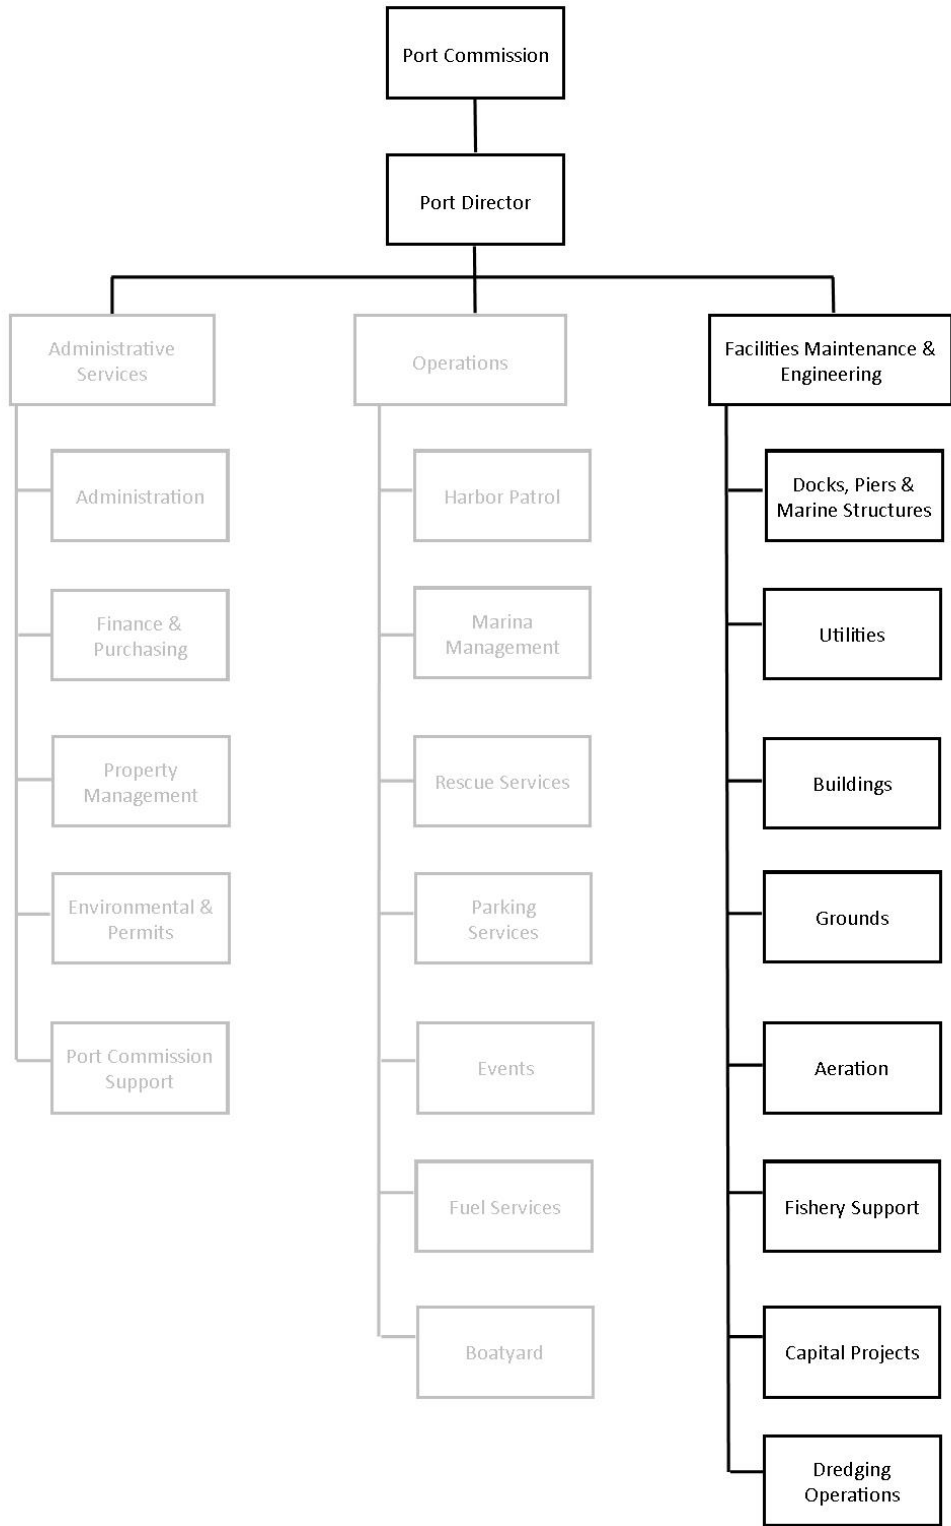 Port Commission
Port Director
Administrative
Services
Administration
Finance &
Purchasing
Property
Management
Environmental &
Permits
Port Commission
Support
Operations
Harbor Patrol
Marina
Management
Rescue Services
Parking
Services
Events
Fuel Services
Boatyard
Facilities Maintenance &
Engineering
Docks, Piers &
Marine Structures
Utilities
Buildings
Grounds
Aeration
Fishery Support
Capital Projects
Dredging
Operations